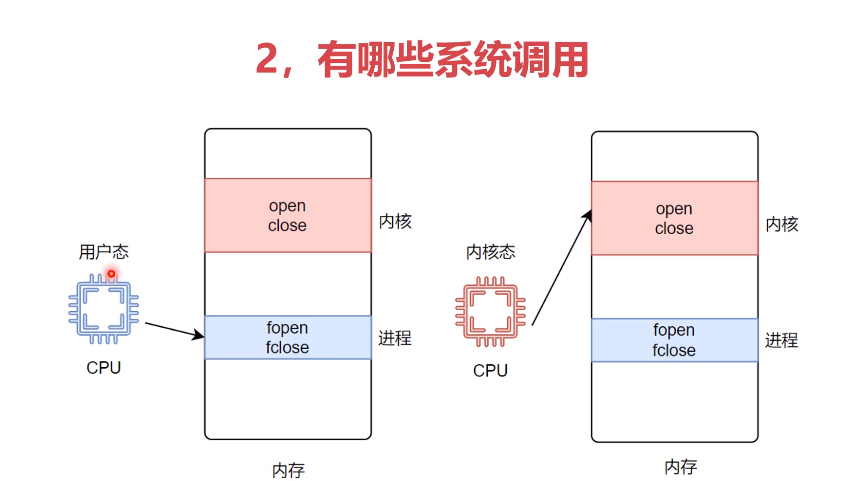 2，有哪些系统调用
open
close
内核
用户态
fopen
fclose
进程
CPU
内存
open
close
内核
内核态
fopen
fclose
进程
CPU
内存